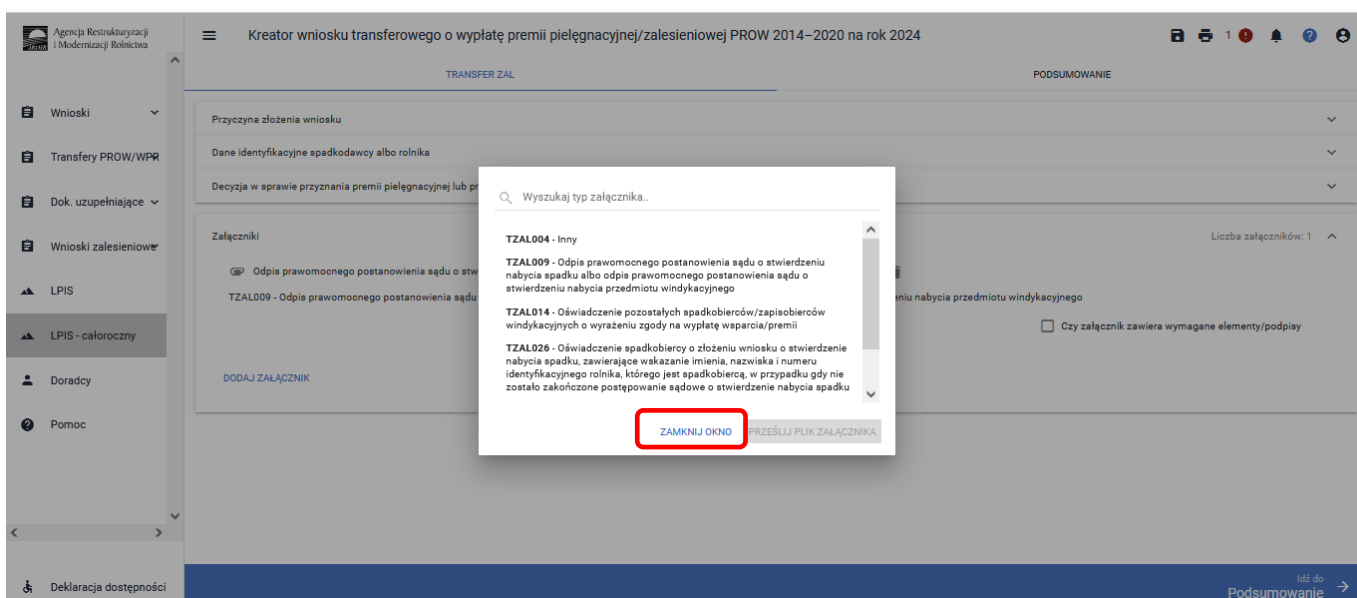 Agencja Restrukturyzacji
i Modernizacji Rolnictwa
Kreator wniosku transferowego o wypłatę premii pielęgnacyjnej/zalesieniowej PROW 2014–2020 na rok 2024
1
TRANSFER ZAL
PODSUMOWANIE
Wnioski
Transfery PROW/WPR
Dok. uzupełniające
Wnioski zalesieniowe
LPIS
LPIS - całoroczny
Doradcy
Pomoc
Deklaracja dostępności
Przyczyna złożenia wniosku
Dane identyfikacyjne spadkodawcy albo rolnika
Decyzja w sprawie przyznania premii pielęgnacyjnej lub pr
Załączniki
Liczba załączników: 1
Odpis prawomocnego postanowienia sądu o stw
TZAL009 - Odpis prawomocnego postanowienia sądu
eniu nabycia przedmiotu windykacyjnego
Czy załącznik zawiera wymagane elementy/podpisy
DODAJ ZAŁĄCZNIK
Wyszukaj typ załącznika..
TZAL004 - Inny
TZAL009 - Odpis prawomocnego postanowienia sądu o stwierdzeniu
nabycia spadku albo odpis prawomocnego postanowienia sądu o
stwierdzeniu nabycia przedmiotu windykacyjnego
TZAL014 - Oświadczenie pozostałych spadkobierców/zapisobierców
windykacyjnych o wyrażeniu zgody na wypłatę wsparcia/premii
TZAL026 - Oświadczenie spadkobiercy o złożeniu wniosku o stwierdzenie
nabycia spadku, zawierające wskazanie imienia, nazwiska i numeru
identyfikacyjnego rolnika, którego jest spadkobiercą, w przypadku gdy nie
zostało zakończone postępowanie sądowe o stwierdzenie nabycia spadku
ZAMKNIJ OKNO
PRZEŚLIJ PLIK ZAŁĄCZNIKA
Idź do
Podsumowanie